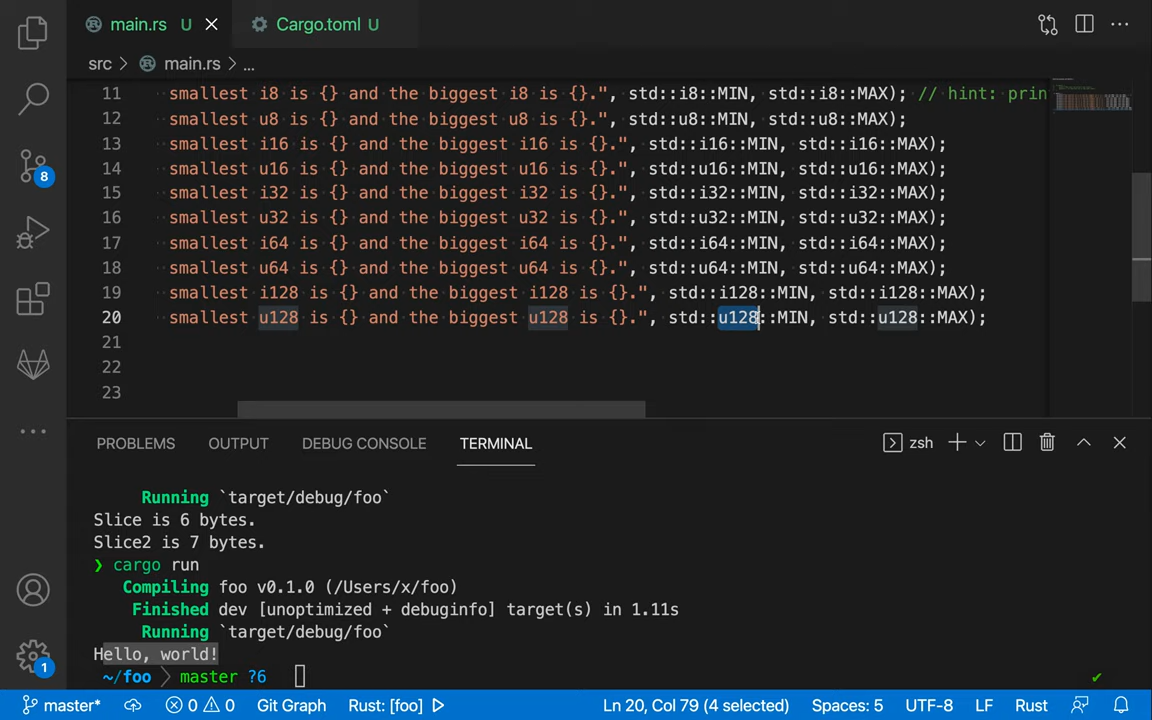 main.rs U
Cargo.toml U
src > main.rs > ...
11 smallest i8 is {} and the biggest i8 is {}.", std::i8::MIN, std::i8::MAX); // hint: prin
12 smallest u8 is {} and the biggest u8 is {}.", std::u8::MIN, std::u8::MAX);
13 smallest i16 is {} and the biggest i16 is {}.", std::i16::MIN, std::i16::MAX);
14 smallest u16 is {} and the biggest u16 is {}.", std::u16::MIN, std::u16::MAX);
15 smallest i32 is {} and the biggest i32 is {}.", std::i32::MIN, std::i32::MAX);
16 smallest u32 is {} and the biggest u32 is {}.", std::u32::MIN, std::u32::MAX);
17 smallest i64 is {} and the biggest i64 is {}.", std::i64::MIN, std::i64::MAX);
18 smallest u64 is {} and the biggest u64 is {}.", std::u64::MIN, std::u64::MAX);
19 smallest i128 is {} and the biggest i128 is {}.", std::i128::MIN, std::i128::MAX);
20 smallest u128 is {} and the biggest u128 is {}.", std::u128::MIN, std::u128::MAX);
21
22
23
8
PROBLEMS OUTPUT DEBUG CONSOLE TERMINAL zsh
Running `target/debug/foo`
Slice is 6 bytes.
Slice2 is 7 bytes.
❯ cargo run
Compiling foo v0.1.0 (/Users/x/foo)
Finished dev [unoptimized + debuginfo] target(s) in 1.11s
Running `target/debug/foo`
Hello, world!
~/foo master ?6
1
master* 0 0 Git Graph Rust: [foo] Ln 20, Col 79 (4 selected) Spaces: 5 UTF-8 LF Rust